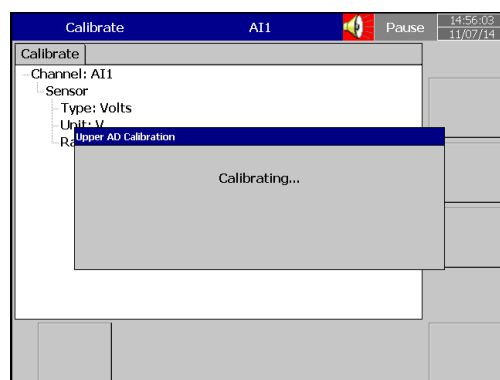 Calibrate AI1 Pause 14:56:03
11/07/14
Calibrate
Channel: AI1
Sensor
Type: Volts
Unit: V
Upper AD Calibration
Calibrating...